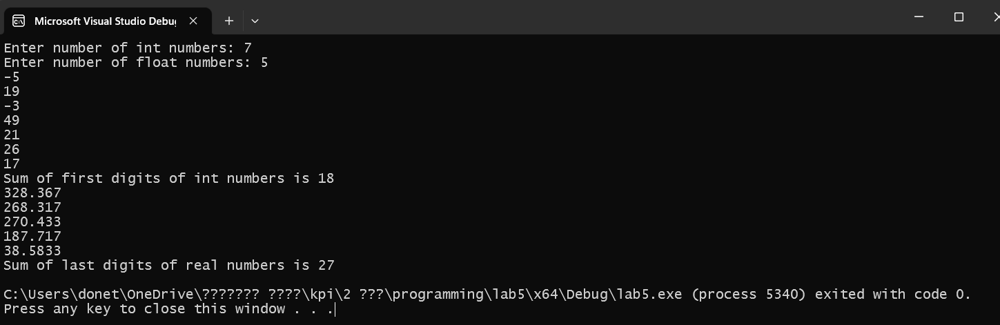 Microsoft Visual Studio Debu
Enter number of int numbers: 7
Enter number of float numbers: 5
-5
19
-3
49
21
26
17
Sum of first digits of int numbers is 18
328.367
268.317
270.433
187.717
38.5833
Sum of last digits of real numbers is 27
C:\Users\donet\OneDrive\??????? ????\kpi\2 ???\programming\lab5\x64\Debug\lab5.exe (process 5340) exited with code 0.
Press any key to close this window . . .